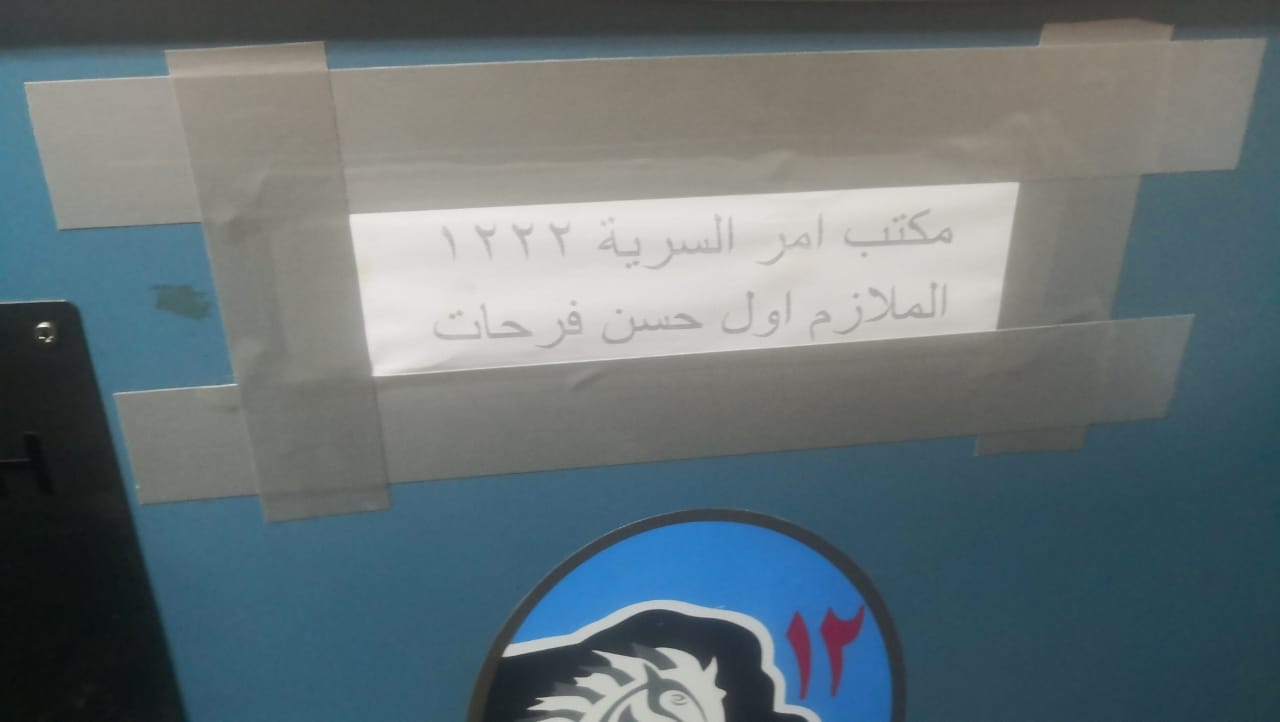 مكتب امر السرية ١٢٢٢
الملازم اول حسن فرحات
١٢